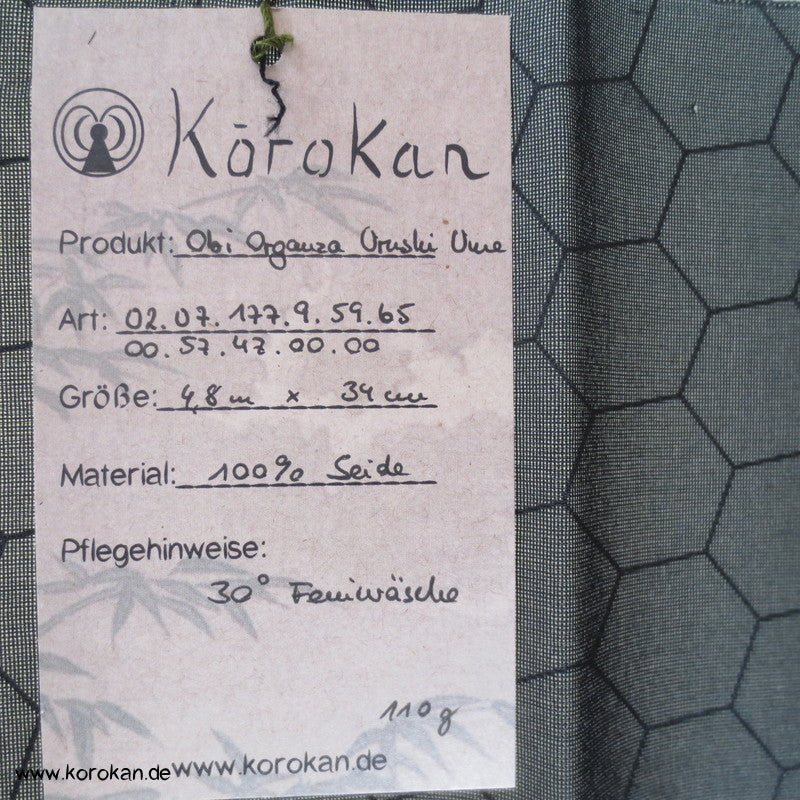 Kōrokan
Produkt: Obi Organza Urushi Ume
Art: 02.07.177.9.59.65
00.57.47.00.00
Größe: 4,8m x 34cm
Material: 100% Seide
Pflegehinweise:
30° Feinwäsche
110g
www.korokan.de
www.korokan.de